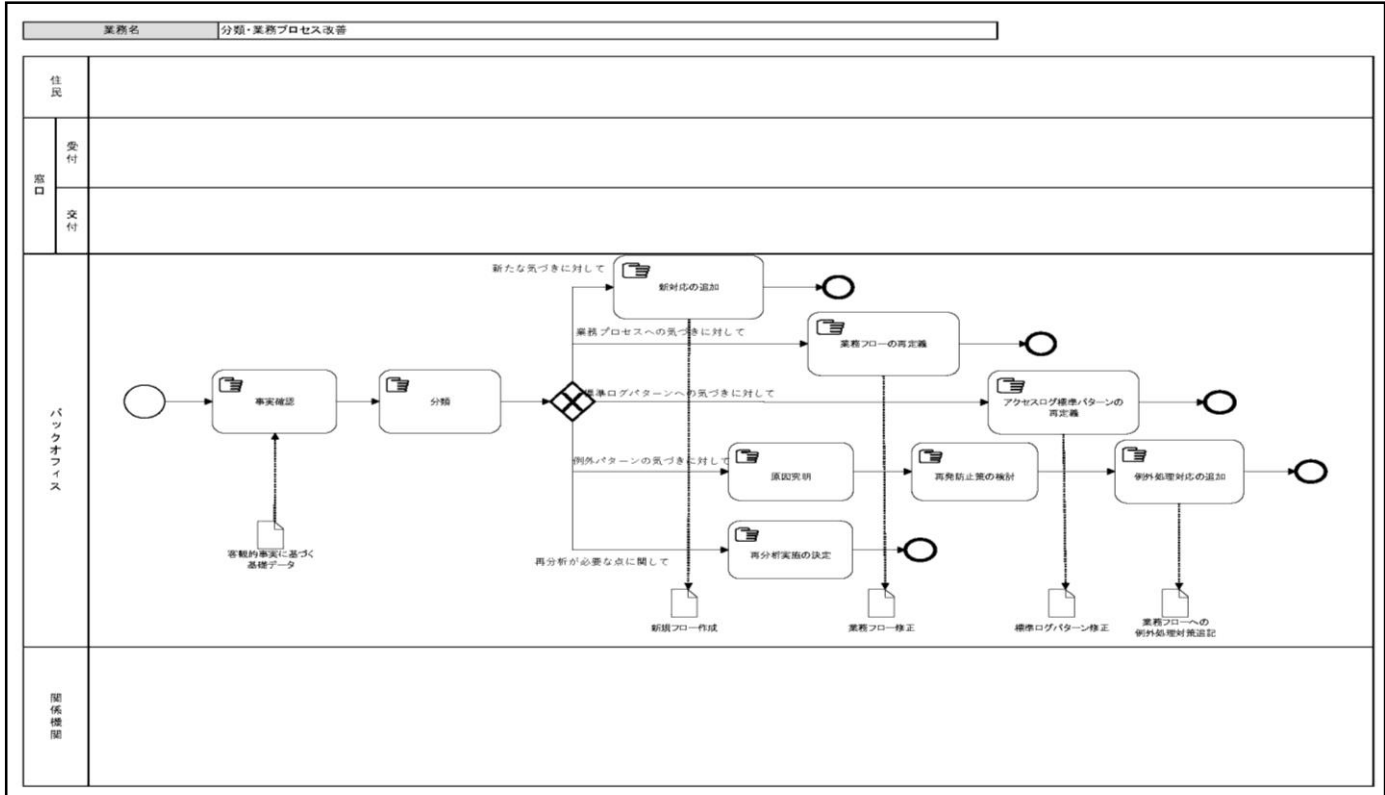 業務名
分類・業務プロセス改善
住民
窓口
受付
交付
バックオフィス
新たな気づきに対して
新対応の追加
業務プロセスへの気づきに対して
業務フローの再定義
事実確認
分類
標準ログパターンへの気づきに対して
アクセスログ標準パターンの
再定義
例外パターンの気づきに対して
原因究明
再発防止策の検討
例外処理対応の追加
客観的事実に基づく
基礎データ
再分析が必要な点に関して
再分析実施の決定
新規フロー作成
業務フロー修正
標準ログパターン修正
業務フローへの
例外処理対策追記
関係機関